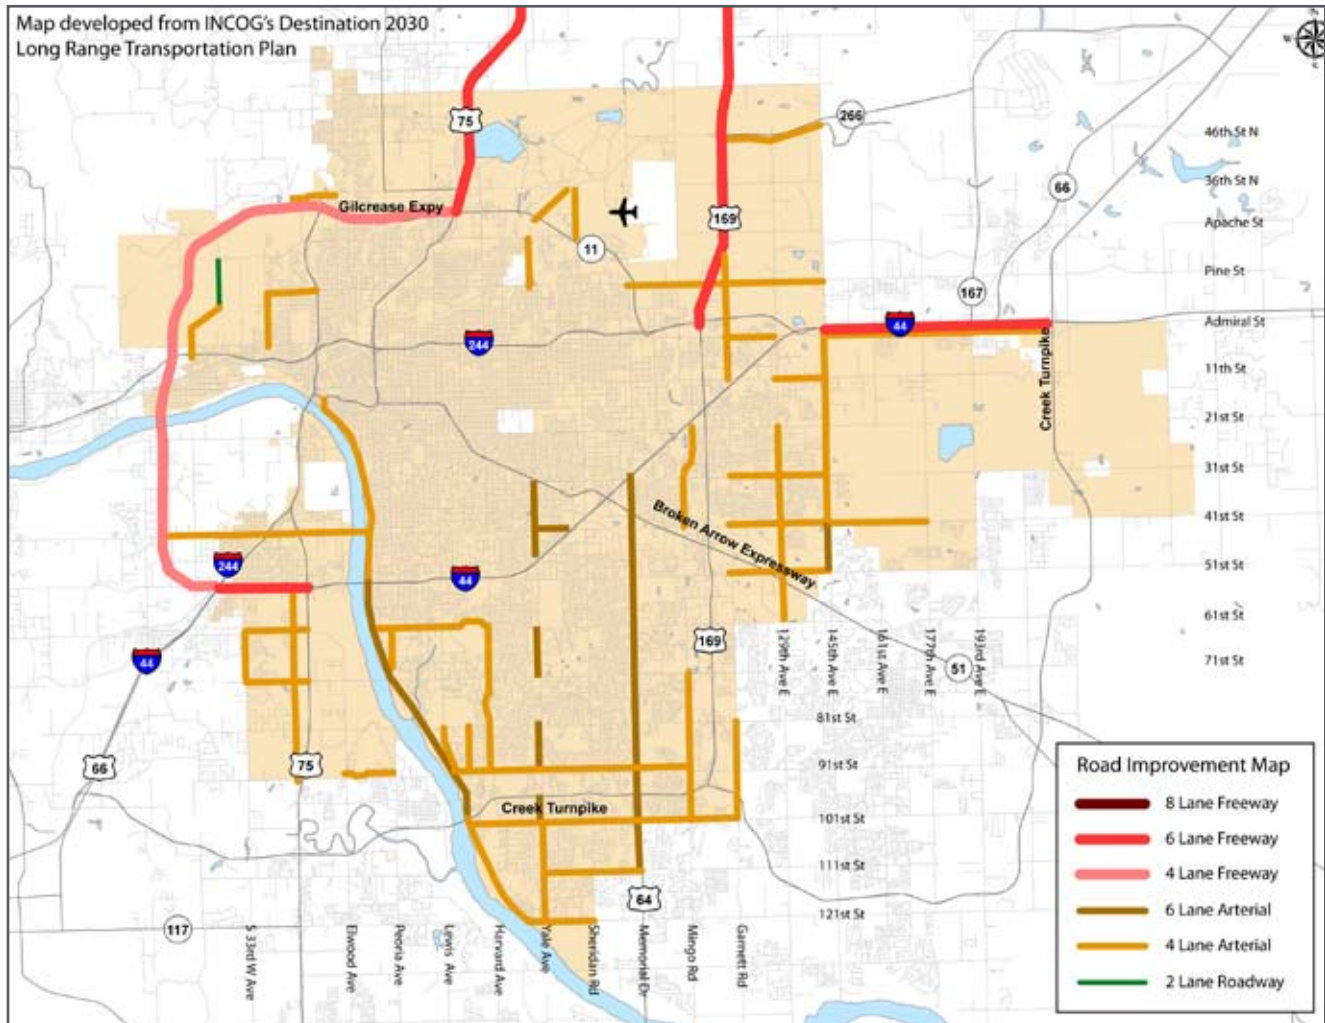 Map developed from INCOG's Destination 2030
Long Range Transportation Plan
75
266
46th St N
66
36th St N
Gilcrease Expy
169
Apache St
11
Pine St
167
244
44
Admiral St
Creek Turnpike
11th St
21st St
31st St
41st St
Broken Arrow Expressway
244
44
51st St
61st St
71st St
44
169
129th Ave E
145th Ave E
161st Ave E
177th Ave E
193rd Ave E
51
81st St
66
75
91st St
Creek Turnpike
101st St
111th St
64
121st St
117
S 33rd W Ave
Elwood Ave
Peoria Ave
Lewis Ave
Harvard Ave
Yale Ave
Sheridan Rd
Memorial Dr
Mingo Rd
Garnett Rd
Road Improvement Map
8 Lane Freeway
6 Lane Freeway
4 Lane Freeway
6 Lane Arterial
4 Lane Arterial
2 Lane Roadway